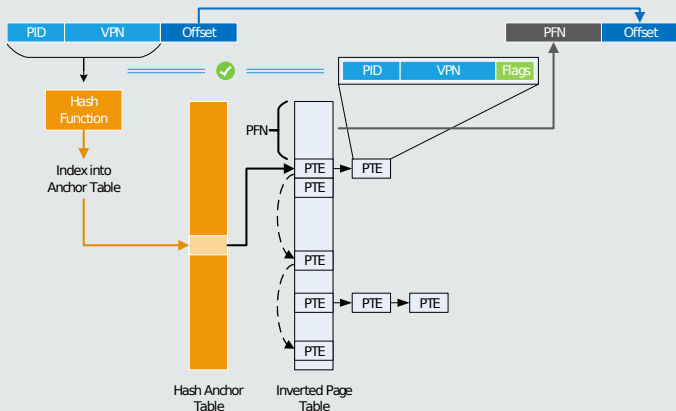 PID VPN Offset
PFN Offset
PID VPN Flags
Hash
Function
PFN
Index into
Anchor Table
PTE PTE
PTE
PTE
PTE PTE PTE
PTE
Hash Anchor
Table
Inverted Page
Table